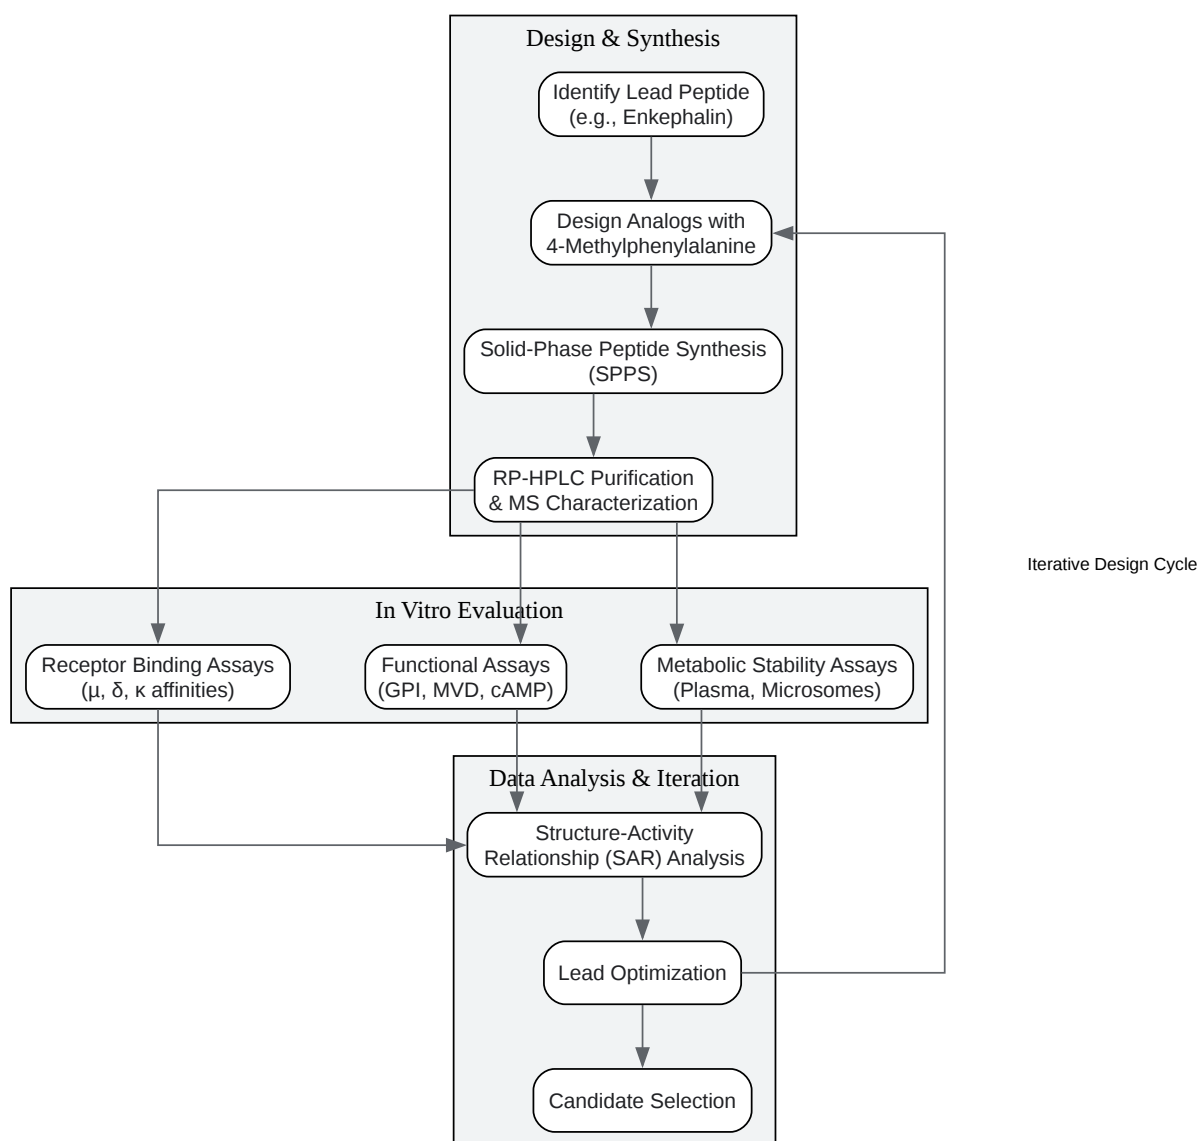 Design & Synthesis
Identify Lead Peptide
(e.g., Enkephalin)
Design Analogs with
4-Methylphenylalanine
Solid-Phase Peptide Synthesis
(SPPS)
RP-HPLC Purification
& MS Characterization
Iterative Design Cycle
In Vitro Evaluation
Receptor Binding Assays
(μ, δ, κ affinities)
Functional Assays
(GPI, MVD, cAMP)
Metabolic Stability Assays
(Plasma, Microsomes)
Data Analysis & Iteration
Structure-Activity
Relationship (SAR) Analysis
Lead Optimization
Candidate Selection